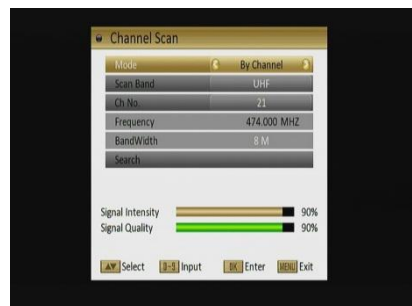 Channel Scan
Mode By Channel
Scan Band UHF
Ch No. 21
Frequency 474.000 MHZ
BandWidth 8 M
Search
Signal Intensity 90%
Signal Quality 90%
Select 0-9 Input OK Enter MENU Exit